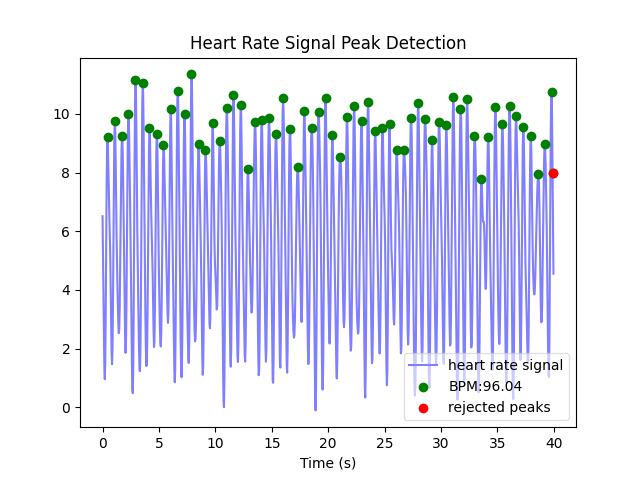 Heart Rate Signal Peak Detection
10
8
6
4
2
0
heart rate signal
BPM:96.04
rejected peaks
0 5 10 15 20 25 30 35 40
Time (s)